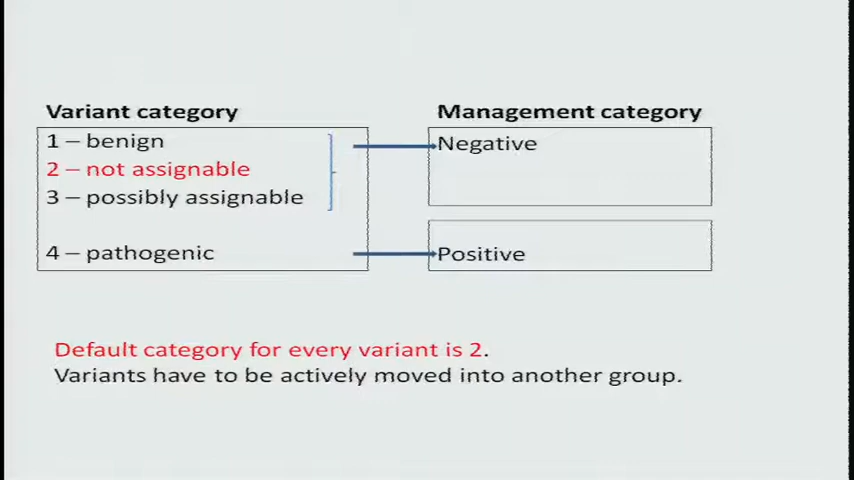 Variant category
Management category
1 – benign
2 – not assignable
3 – possibly assignable
4 – pathogenic
Negative
Positive
Default category for every variant is 2.
Variants have to be actively moved into another group.